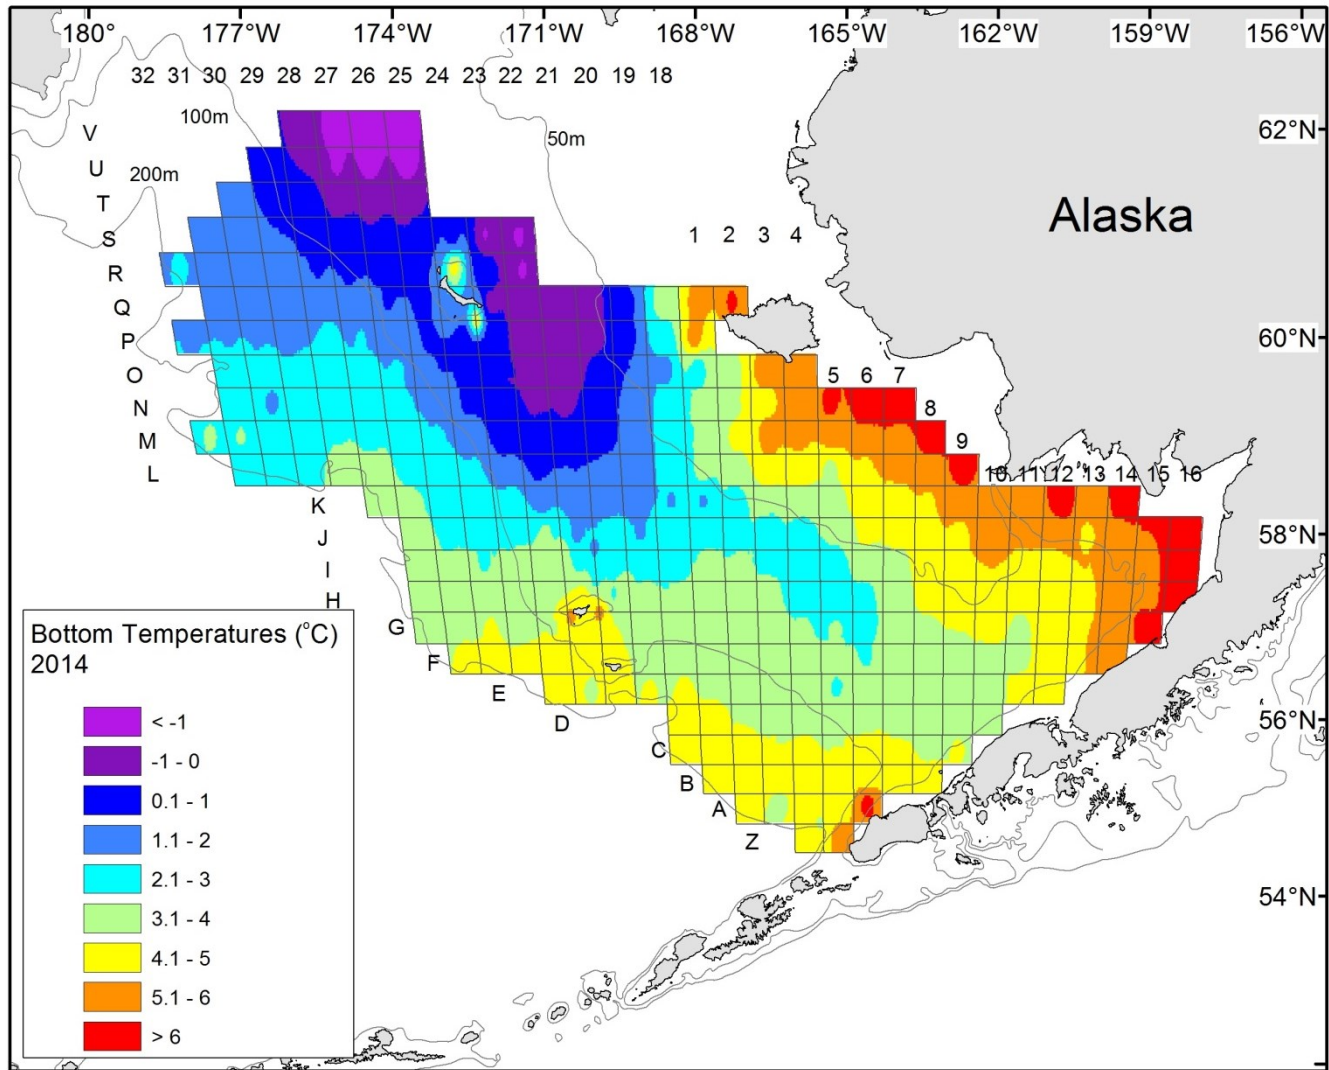 180° 177°W 174°W 171°W 168°W 165°W 162°W 159°W 156°W
32 31 30 29 28 27 26 25 24 23 22 21 20 19 18
100m
50m
62°N
V
U
200m
T
Alaska
S
1 2 3 4
R
Q
P
60°N
O
5 6 7
N
8
M
9
L
10 11 12 13 14 15 16
K
J
58°N
I
H
G
F
E
D
C
B
A
Z
56°N
54°N
Bottom Temperatures (°C)
2014
< -1
-1 - 0
0.1 - 1
1.1 - 2
2.1 - 3
3.1 - 4
4.1 - 5
5.1 - 6
> 6